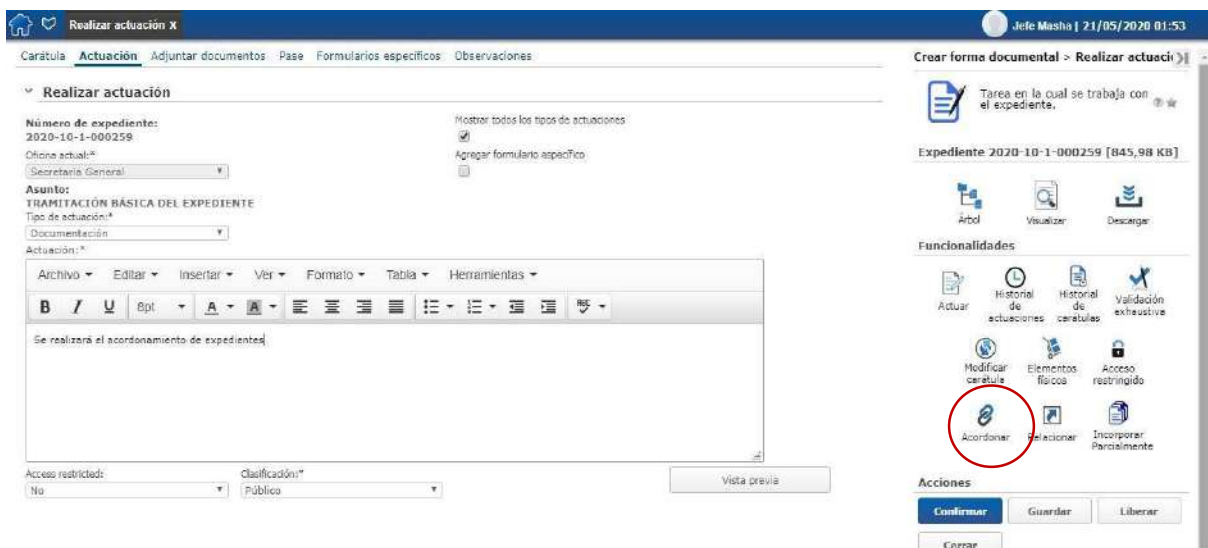 Realizar actuación X
Jefe Masha | 21/05/2020 01:53
Carátula Actuación Adjuntar documentos Pase Formularios específicos Observaciones
Realizar actuación
Número de expediente:
2020-10-1-000259
Oficina actual:*
Secretaría General
Asunto:
TRAMITACIÓN BÁSICA DEL EXPEDIENTE
Tipo de actuación:*
Documentación
Actuación:*
Mostrar todos los tipos de actuaciones
Agregar formulario específico
Archivo Editar Insertar Ver Formato Tabla Herramientas
B I U 8pt A A
Se realizará el acordonamiento de expedientes
Access restricted:
No
Clasificación:*
Público
Vista previa
Crear forma documental > Realizar actuació
Tarea en la cual se trabaja con
el expediente.
Expediente 2020-10-1-000259 [845,98 KB]
Árbol Visualizar Descargar
Funcionalidades
Actuar
Historial de actuaciones
Historial de carátulas
Validación exhaustiva
Modificar carátula
Elementos físicos
Acceso restringido
Acordonar
Relacionar
Incorporar Parcialmente
Acciones
Confirmar Guardar Liberar
Cerrar